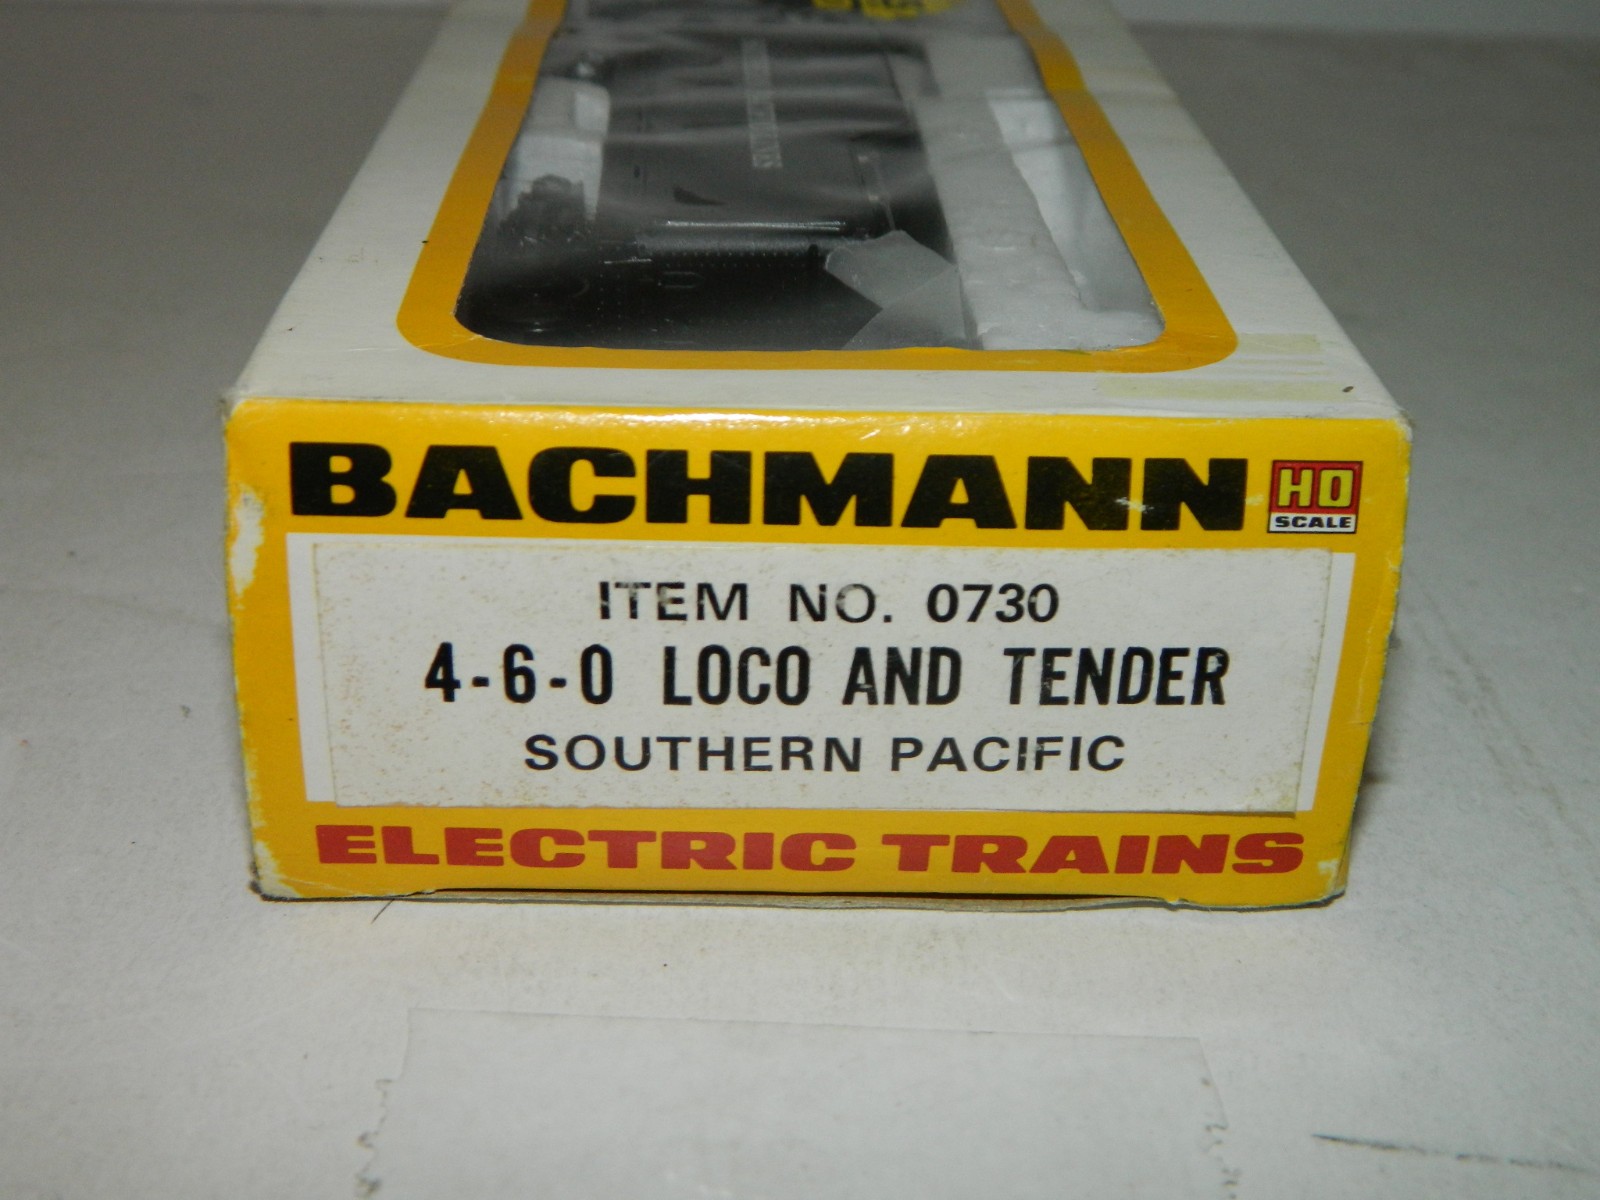 BACHMANN HO
SCALE
ITEM NO. 0730
4-6-0 LOCO AND TENDER
SOUTHERN PACIFIC
ELECTRIC TRAINS